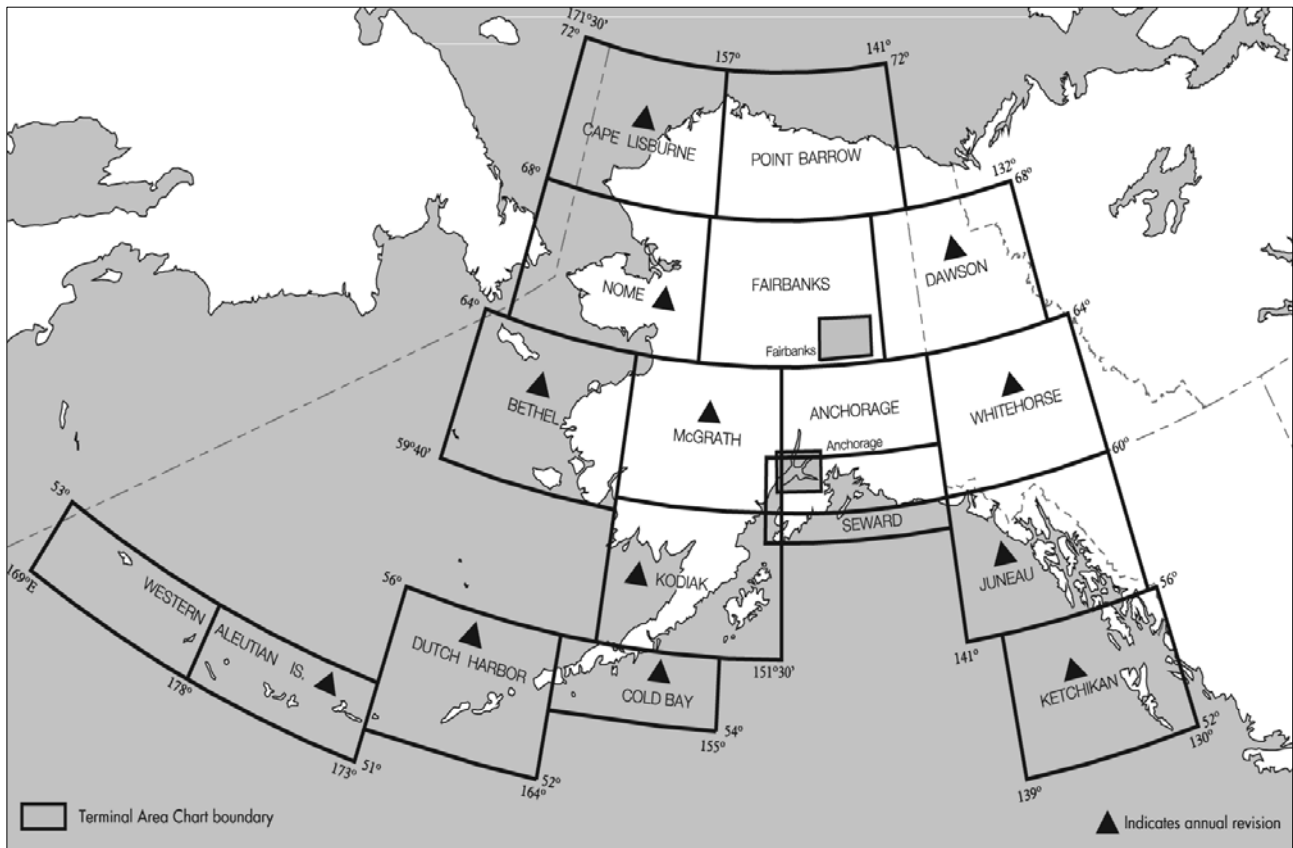 171°30'
72°
157°
141°
72°
CAPE LISBURNE
POINT BARROW
68°
132°
68°
NOME
FAIRBANKS
DAWSON
64°
Fairbanks
64°
BETHEL
McGRATH
ANCHORAGE
WHITEHORSE
Anchorage
59°40'
60°
53°
SEWARD
169°E
WESTERN
ALEUTIAN IS.
56°
KODIAK
JUNEAU
56°
DUTCH HARBOR
COLD BAY
151°30'
141°
KETCHIKAN
178°
173°
51°
164°
52°
155°
54°
139°
130°
52°
Terminal Area Chart boundary
Indicates annual revision